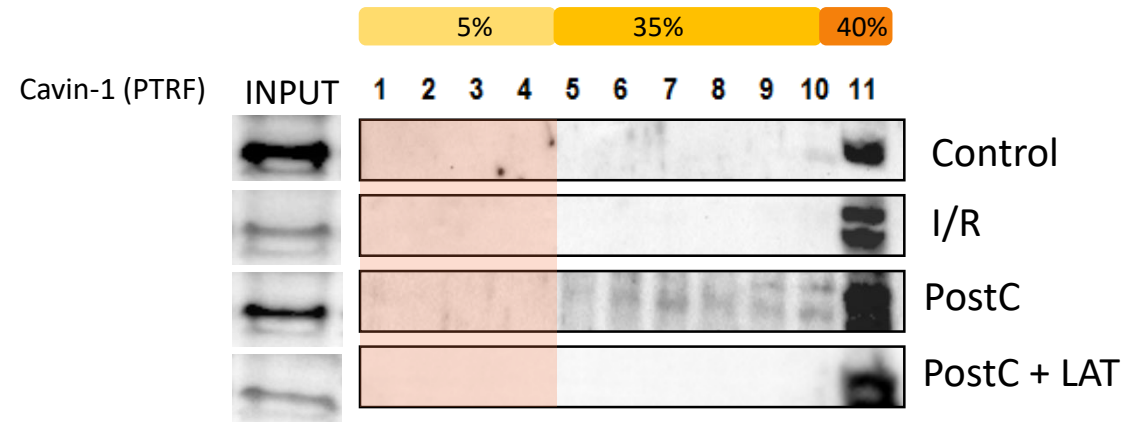 5% 35% 40%
Cavin-1 (PTRF) INPUT 1 2 3 4 5 6 7 8 9 10 11
Control
I/R
PostC
PostC + LAT